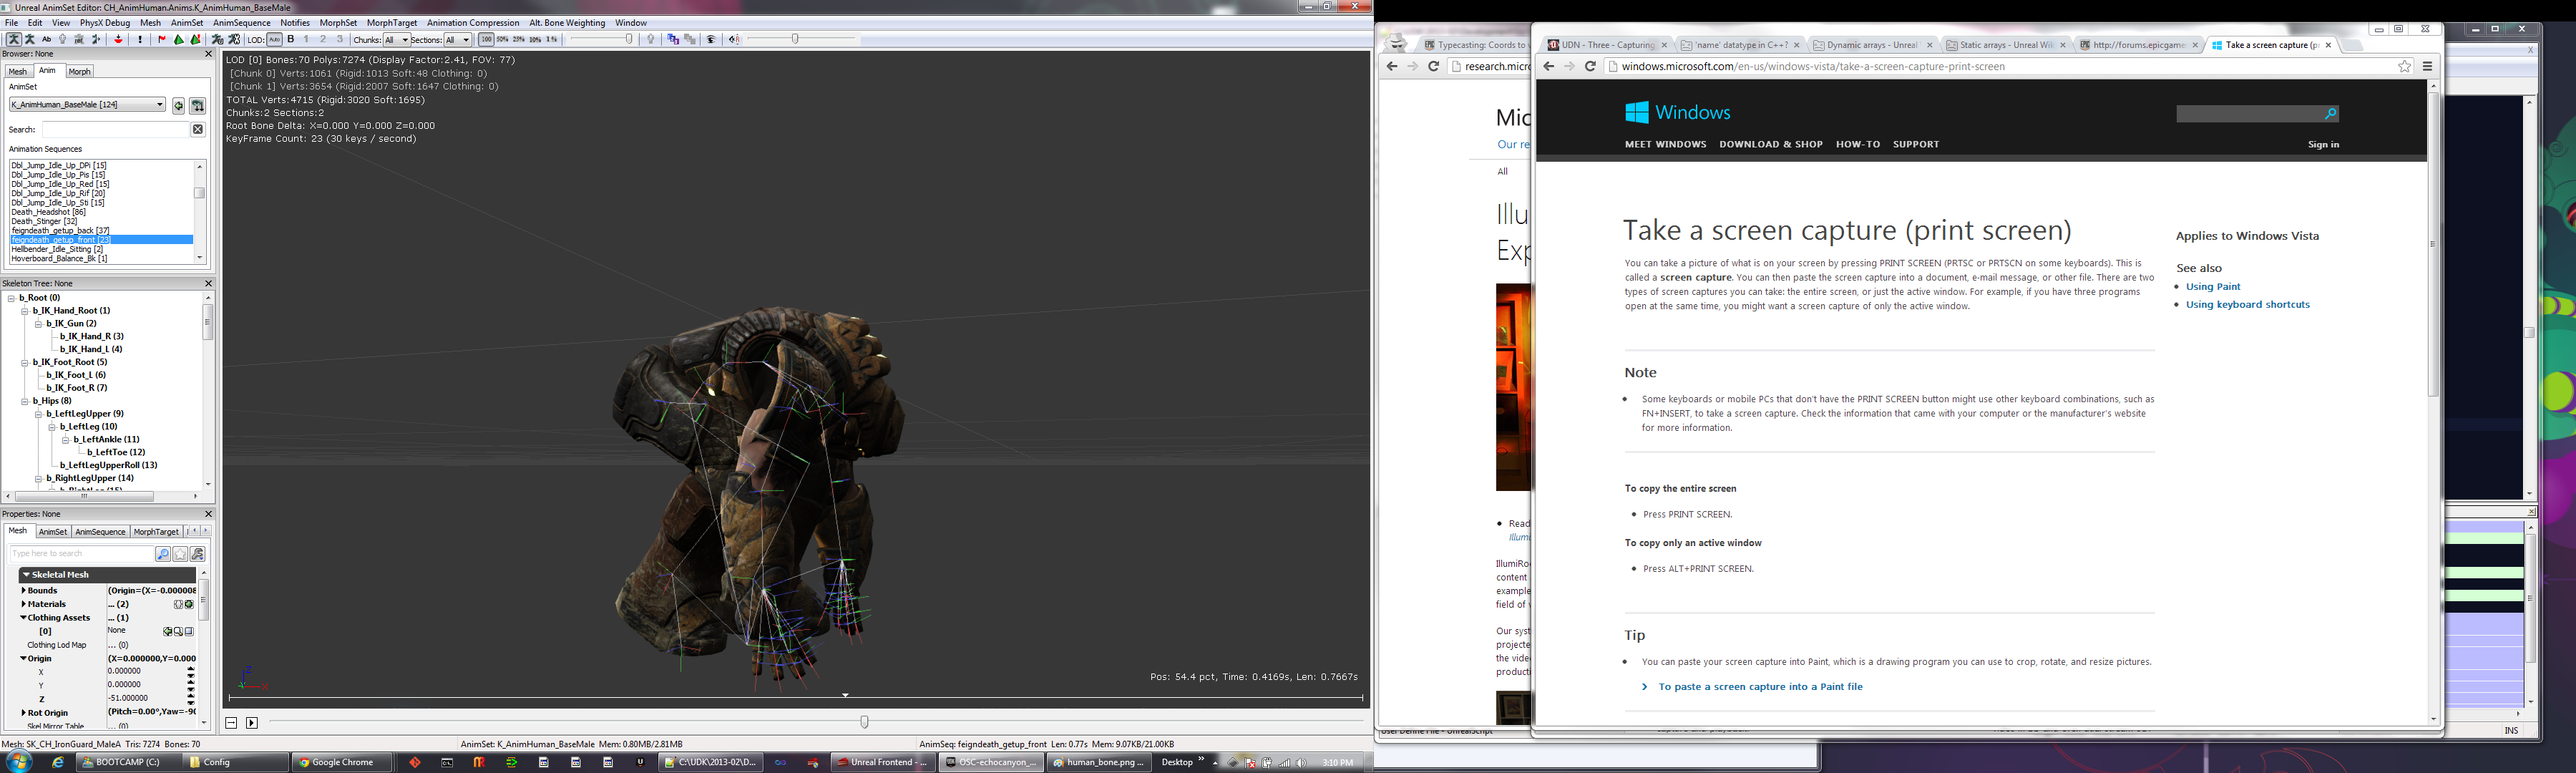 Unreal AnimSet Editor: CH_AnimHuman.Anims.K_AnimHuman_BaseMale
File Edit View PhysX Debug Mesh AnimSet AnimSequence Notifies MorphSet MorphTarget Animation Compression Alt. Bone Weighting Window
LOD: Auto B 1 2 3 Chunks: All Sections: All 100 50% 25% 10% 1%
Browser: None
Mesh Anim Morph
AnimSet
K_AnimHuman_BaseMale [124]
Search:
Animation Sequences
Dbl_Jump_Idle_Up_DPi [15]
Dbl_Jump_Idle_Up_Pis [15]
Dbl_Jump_Idle_Up_Red [15]
Dbl_Jump_Idle_Up_Rif [20]
Dbl_Jump_Idle_Up_Sti [15]
Death_Headshot [86]
Death_Stinger [32]
feigndeath_getup_back [37]
feigndeath_getup_front [23]
Hellbender_Idle_Sitting [2]
Hoverboard_Balance_Bk [1]
Skeleton Tree: None
b_Root (0)
b_IK_Hand_Root (1)
b_IK_Gun (2)
b_IK_Hand_R (3)
b_IK_Hand_L (4)
b_IK_Foot_Root (5)
b_IK_Foot_L (6)
b_IK_Foot_R (7)
b_Hips (8)
b_LeftLegUpper (9)
b_LeftLeg (10)
b_LeftAnkle (11)
b_LeftToe (12)
b_LeftLegUpperRoll (13)
b_RightLegUpper (14)
Properties: None
Mesh AnimSet AnimSequence MorphTarget
Type here to search
Skeletal Mesh
Bounds (Origin=(X=-0.000008
Materials ... (2)
Clothing Assets ... (1)
[0] None
Clothing Lod Map ... (0)
Origin (X=0.000000,Y=0.000
X 0.000000
Y 0.000000
Z -51.000000
Rot Origin (Pitch=0.00°,Yaw=-90
Skel Mirror Table ... (0)
LOD [0] Bones:70 Polys:7274 (Display Factor:2.41, FOV: 77)
[Chunk 0] Verts:1061 (Rigid:1013 Soft:48 Clothing: 0)
[Chunk 1] Verts:3654 (Rigid:2007 Soft:1647 Clothing: 0)
TOTAL Verts:4715 (Rigid:3020 Soft:1695)
Chunks:2 Sections:2
Root Bone Delta: X=0.000 Y=0.000 Z=0.000
KeyFrame Count: 23 (30 keys / second)
Pos: 54.4 pct, Time: 0.4169s, Len: 0.7667s
Mesh: SK_CH_IronGuard_MaleA Tris: 7274 Bones: 70
AnimSet: K_AnimHuman_BaseMale Mem: 0.80MB/2.81MB
AnimSeq: feigndeath_getup_front Len: 0.77s Mem: 9.07KB/21.00KB
BOOTCAMP (C:) Config Google Chrome C:\UDK\2013-02\D... Unreal Frontend - ... OSC-echocanyon_... human_bone.png ... Desktop 3:10 PM
Typecasting: Coords to v
research.micro
Mic
Our re
All
Illu
Exp
Read
Illumi
IllumiRoo
content
example
field of v
Our syst
projecte
the vide
producti
UDN - Three - Capturing
'name' datatype in C++?
Dynamic arrays - Unreal
Static arrays - Unreal Wik
http://forums.epicgame
Take a screen capture (p
windows.microsoft.com/en-us/windows-vista/take-a-screen-capture-print-screen
Windows
MEET WINDOWS DOWNLOAD & SHOP HOW-TO SUPPORT
Sign in
Take a screen capture (print screen)
You can take a picture of what is on your screen by pressing PRINT SCREEN (PRTSC or PRTSCN on some keyboards). This is
called a screen capture. You can then paste the screen capture into a document, e-mail message, or other file. There are two
types of screen captures you can take: the entire screen, or just the active window. For example, if you have three programs
open at the same time, you might want a screen capture of only the active window.
Applies to Windows Vista
See also
Using Paint
Using keyboard shortcuts
Note
Some keyboards or mobile PCs that don't have the PRINT SCREEN button might use other keyboard combinations, such as
FN+INSERT, to take a screen capture. Check the information that came with your computer or the manufacturer's website
for more information.
To copy the entire screen
Press PRINT SCREEN.
To copy only an active window
Press ALT+PRINT SCREEN.
Tip
You can paste your screen capture into Paint, which is a drawing program you can use to crop, rotate, and resize pictures.
To paste a screen capture into a Paint file
User Define File - UnrealScript
INS